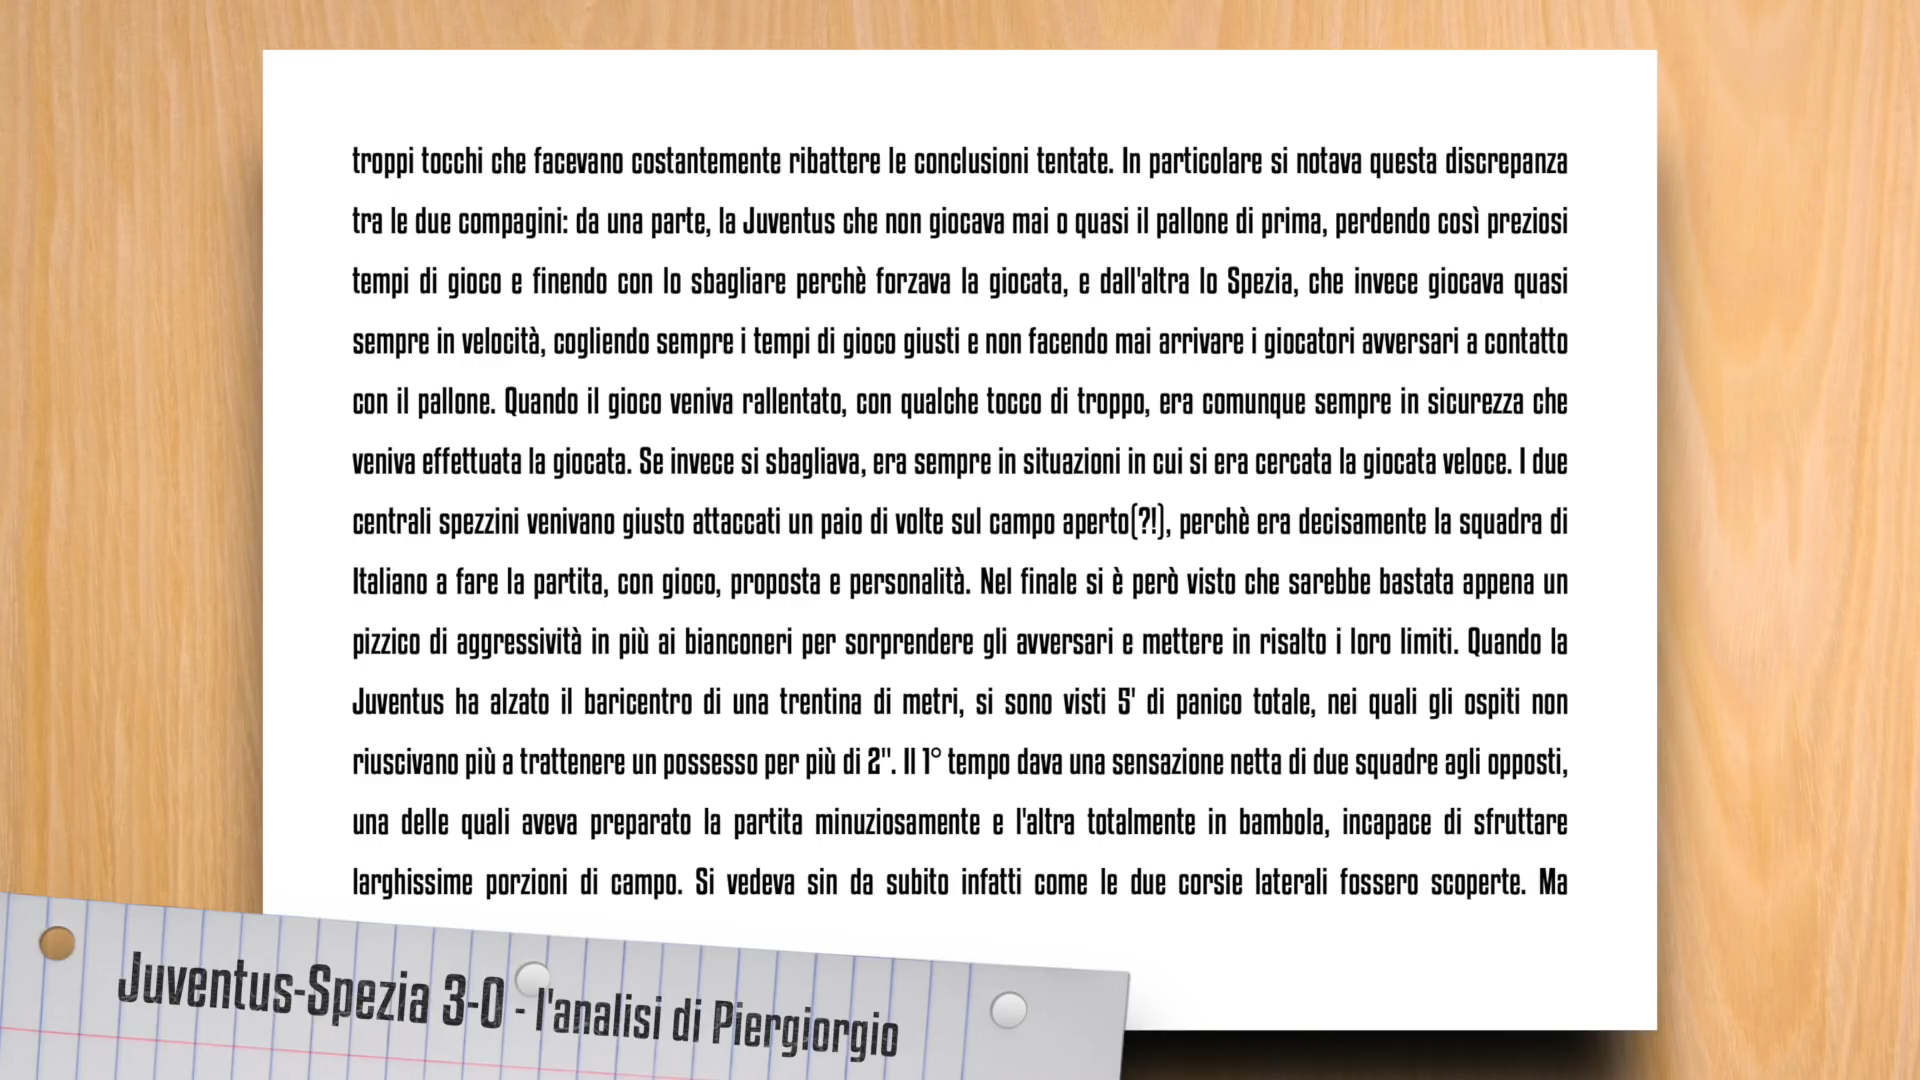 troppi tocchi che facevano costantemente ribattere le conclusioni tentate. In particolare si notava questa discrepanza
tra le due compagini: da una parte, la Juventus che non giocava mai o quasi il pallone di prima, perdendo così preziosi
tempi di gioco e finendo con lo sbagliare perchè forzava la giocata, e dall'altra lo Spezia, che invece giocava quasi
sempre in velocità, cogliendo sempre i tempi di gioco giusti e non facendo mai arrivare i giocatori avversari a contatto
con il pallone. Quando il gioco veniva rallentato, con qualche tocco di troppo, era comunque sempre in sicurezza che
veniva effettuata la giocata. Se invece si sbagliava, era sempre in situazioni in cui si era cercata la giocata veloce. I due
centrali spezzini venivano giusto attaccati un paio di volte sul campo aperto(?!), perchè era decisamente la squadra di
Italiano a fare la partita, con gioco, proposta e personalità. Nel finale si è però visto che sarebbe bastata appena un
pizzico di aggressività in più ai bianconeri per sorprendere gli avversari e mettere in risalto i loro limiti. Quando la
Juventus ha alzato il baricentro di una trentina di metri, si sono visti 5' di panico totale, nei quali gli ospiti non
riuscivano più a trattenere un possesso per più di 2". Il 1° tempo dava una sensazione netta di due squadre agli opposti,
una delle quali aveva preparato la partita minuziosamente e l'altra totalmente in bambola, incapace di sfruttare
larghissime porzioni di campo. Si vedeva sin da subito infatti come le due corsie laterali fossero scoperte. Ma
Juventus-Spezia 3-0 - l'analisi di Piergiorgio